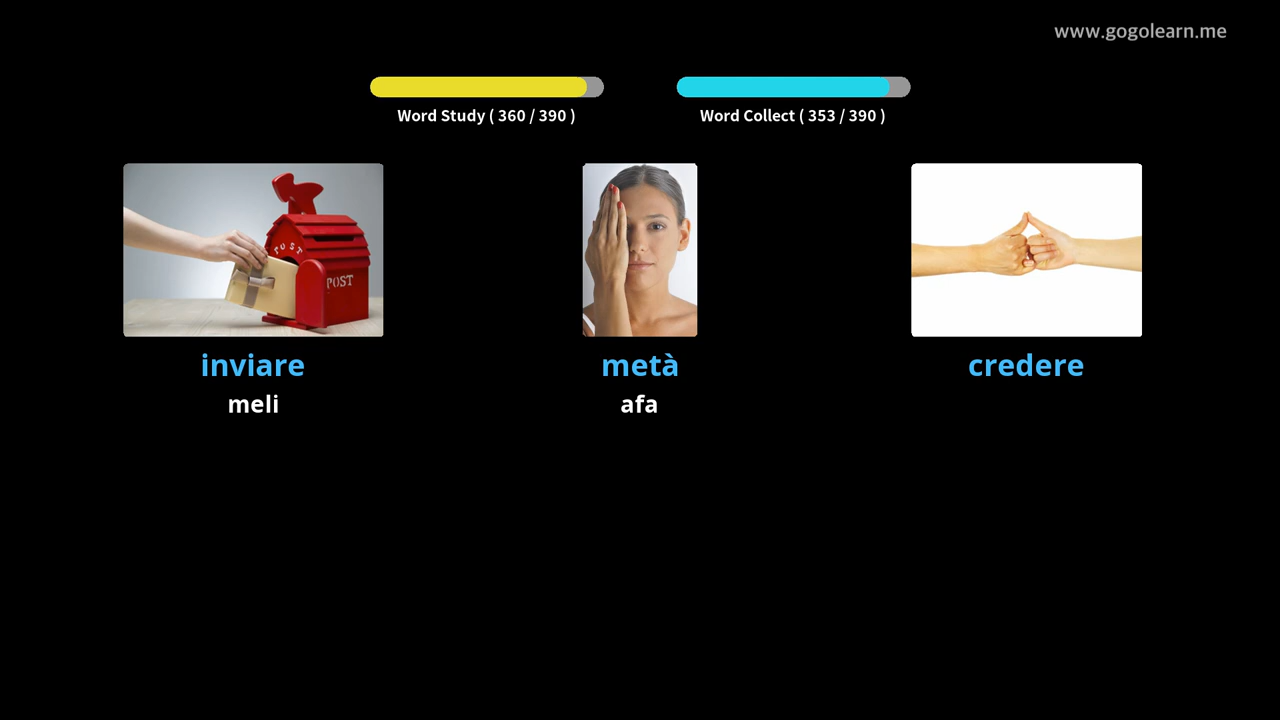 www.gogolearn.me
Word Study ( 360 / 390 )
Word Collect ( 353 / 390 )
POST
POST
inviare
metà
credere
meli
afa